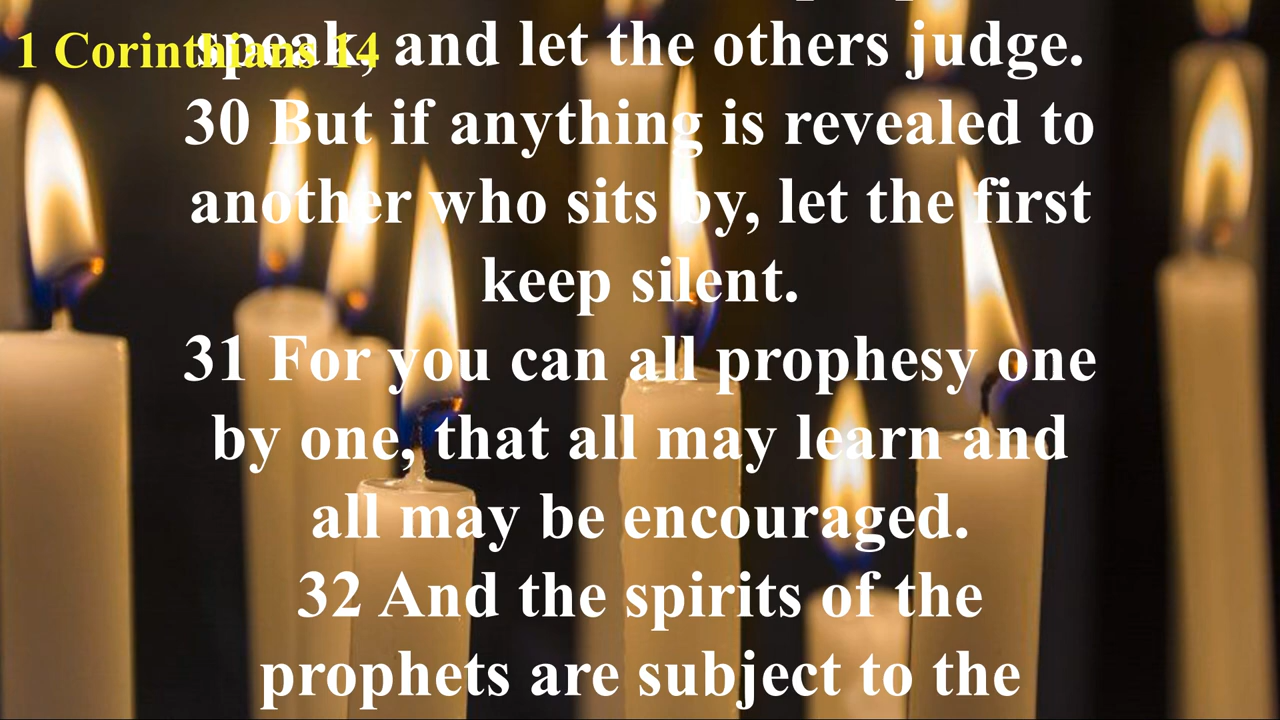 1 Corinthians 14
speak, and let the others judge.
30 But if anything is revealed to
another who sits by, let the first
keep silent.
31 For you can all prophesy one
by one, that all may learn and
all may be encouraged.
32 And the spirits of the
prophets are subject to the